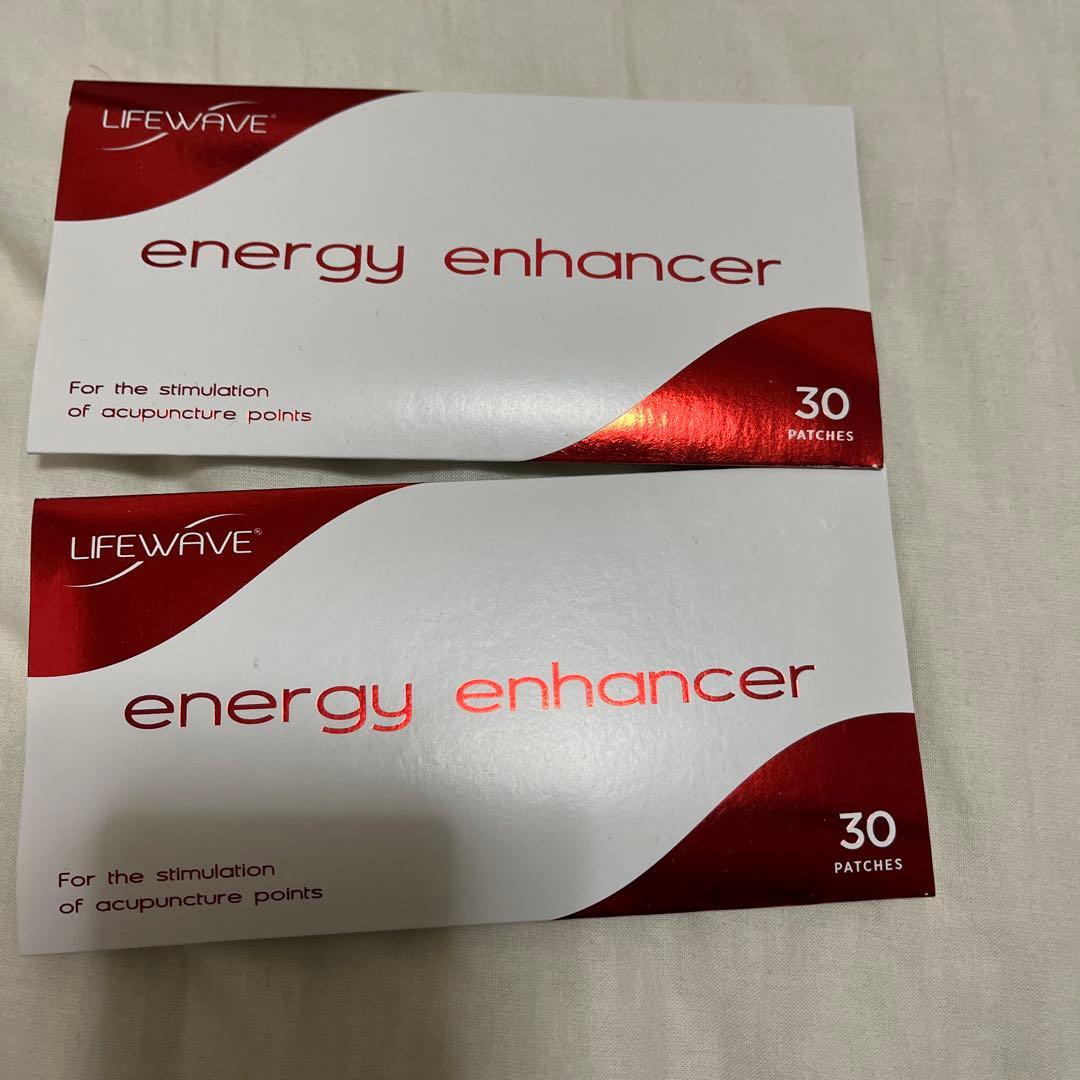 LIFEWAVE®
energy enhancer
For the stimulation
of acupuncture points
30
PATCHES
LIFEWAVE®
energy enhancer
For the stimulation
of acupuncture points
30
PATCHES